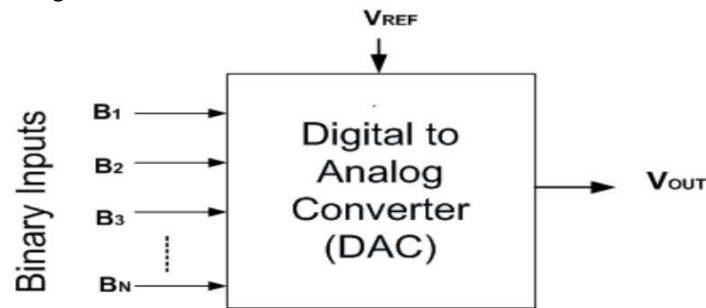 VREF
Binary Inputs
B1
B2
B3
BN
Digital to
Analog
Converter
(DAC)
VOUT